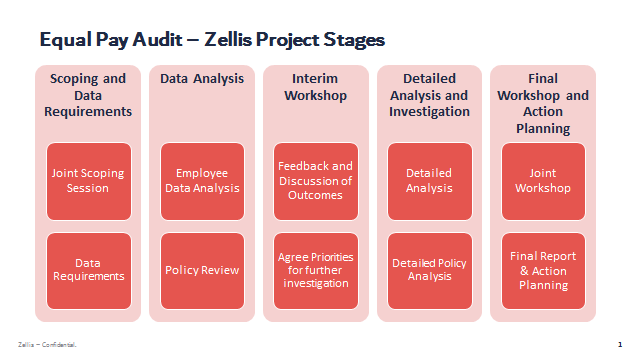 Equal Pay Audit – Zellis Project Stages
Scoping and
Data
Requirements
Joint Scoping
Session
Data
Requirements
Data Analysis
Employee
Data Analysis
Policy Review
Interim
Workshop
Feedback and
Discussion of
Outcomes
Agree Priorities
for further
investigation
Detailed
Analysis and
Investigation
Detailed
Analysis
Detailed Policy
Analysis
Final
Workshop and
Action
Planning
Joint
Workshop
Final Report
& Action
Planning
Zellis – Confidential.
1